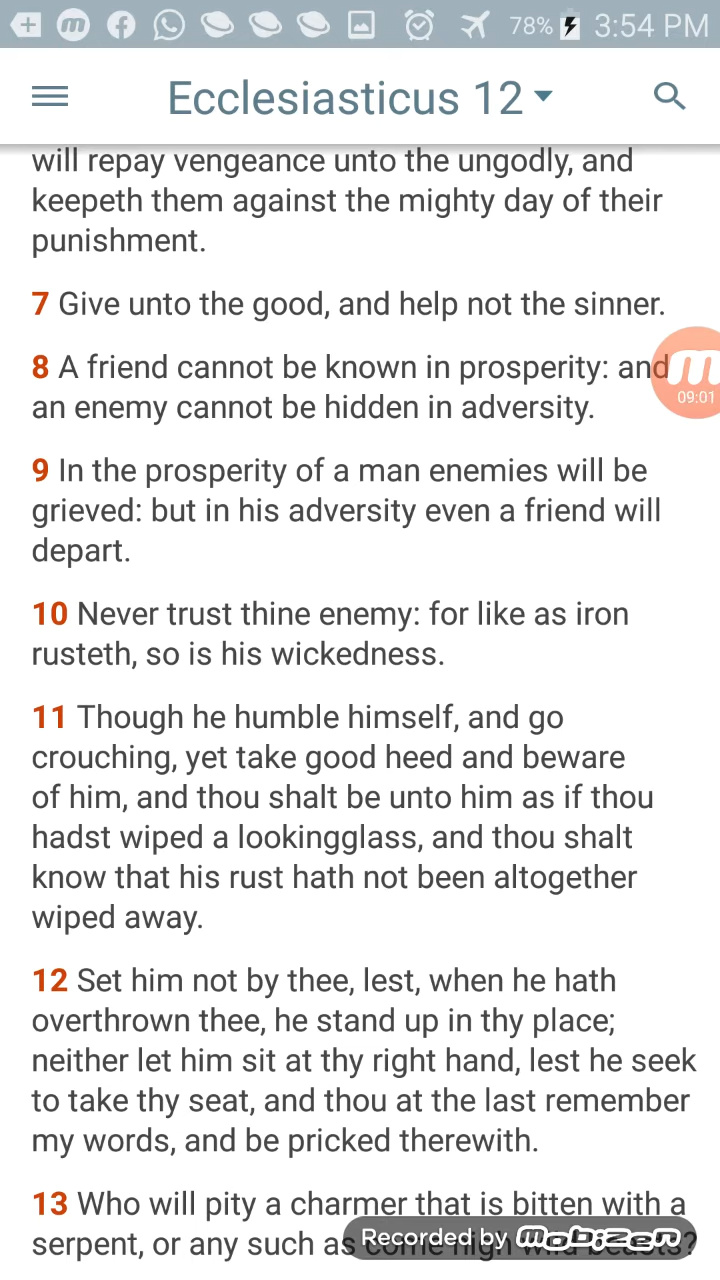 78% 3:54 PM
Ecclesiasticus 12
will repay vengeance unto the ungodly, and
keepeth them against the mighty day of their
punishment.
7 Give unto the good, and help not the sinner.
8 A friend cannot be known in prosperity: and
09:01
an enemy cannot be hidden in adversity.
9 In the prosperity of a man enemies will be
grieved: but in his adversity even a friend will
depart.
10 Never trust thine enemy: for like as iron
rusteth, so is his wickedness.
11 Though he humble himself, and go
crouching, yet take good heed and beware
of him, and thou shalt be unto him as if thou
hadst wiped a lookingglass, and thou shalt
know that his rust hath not been altogether
wiped away.
12 Set him not by thee, lest, when he hath
overthrown thee, he stand up in thy place;
neither let him sit at thy right hand, lest he seek
to take thy seat, and thou at the last remember
my words, and be pricked therewith.
13 Who will pity a charmer that is bitten with a
serpent, or any such as come nigh wild beasts?
Recorded by mobizen